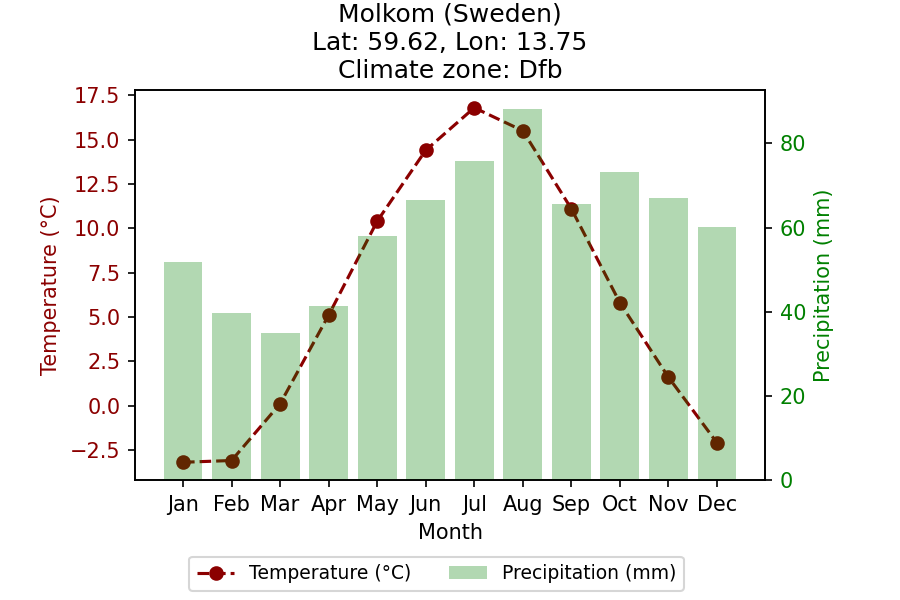 Molkom (Sweden)
Lat: 59.62, Lon: 13.75
Climate zone: Dfb
17.5
15.0
12.5
10.0
7.5
5.0
2.5
0.0
−2.5
Temperature (°C)
80
60
40
20
0
Precipitation (mm)
Jan Feb Mar Apr May Jun Jul Aug Sep Oct Nov Dec
Month
Temperature (°C) Precipitation (mm)